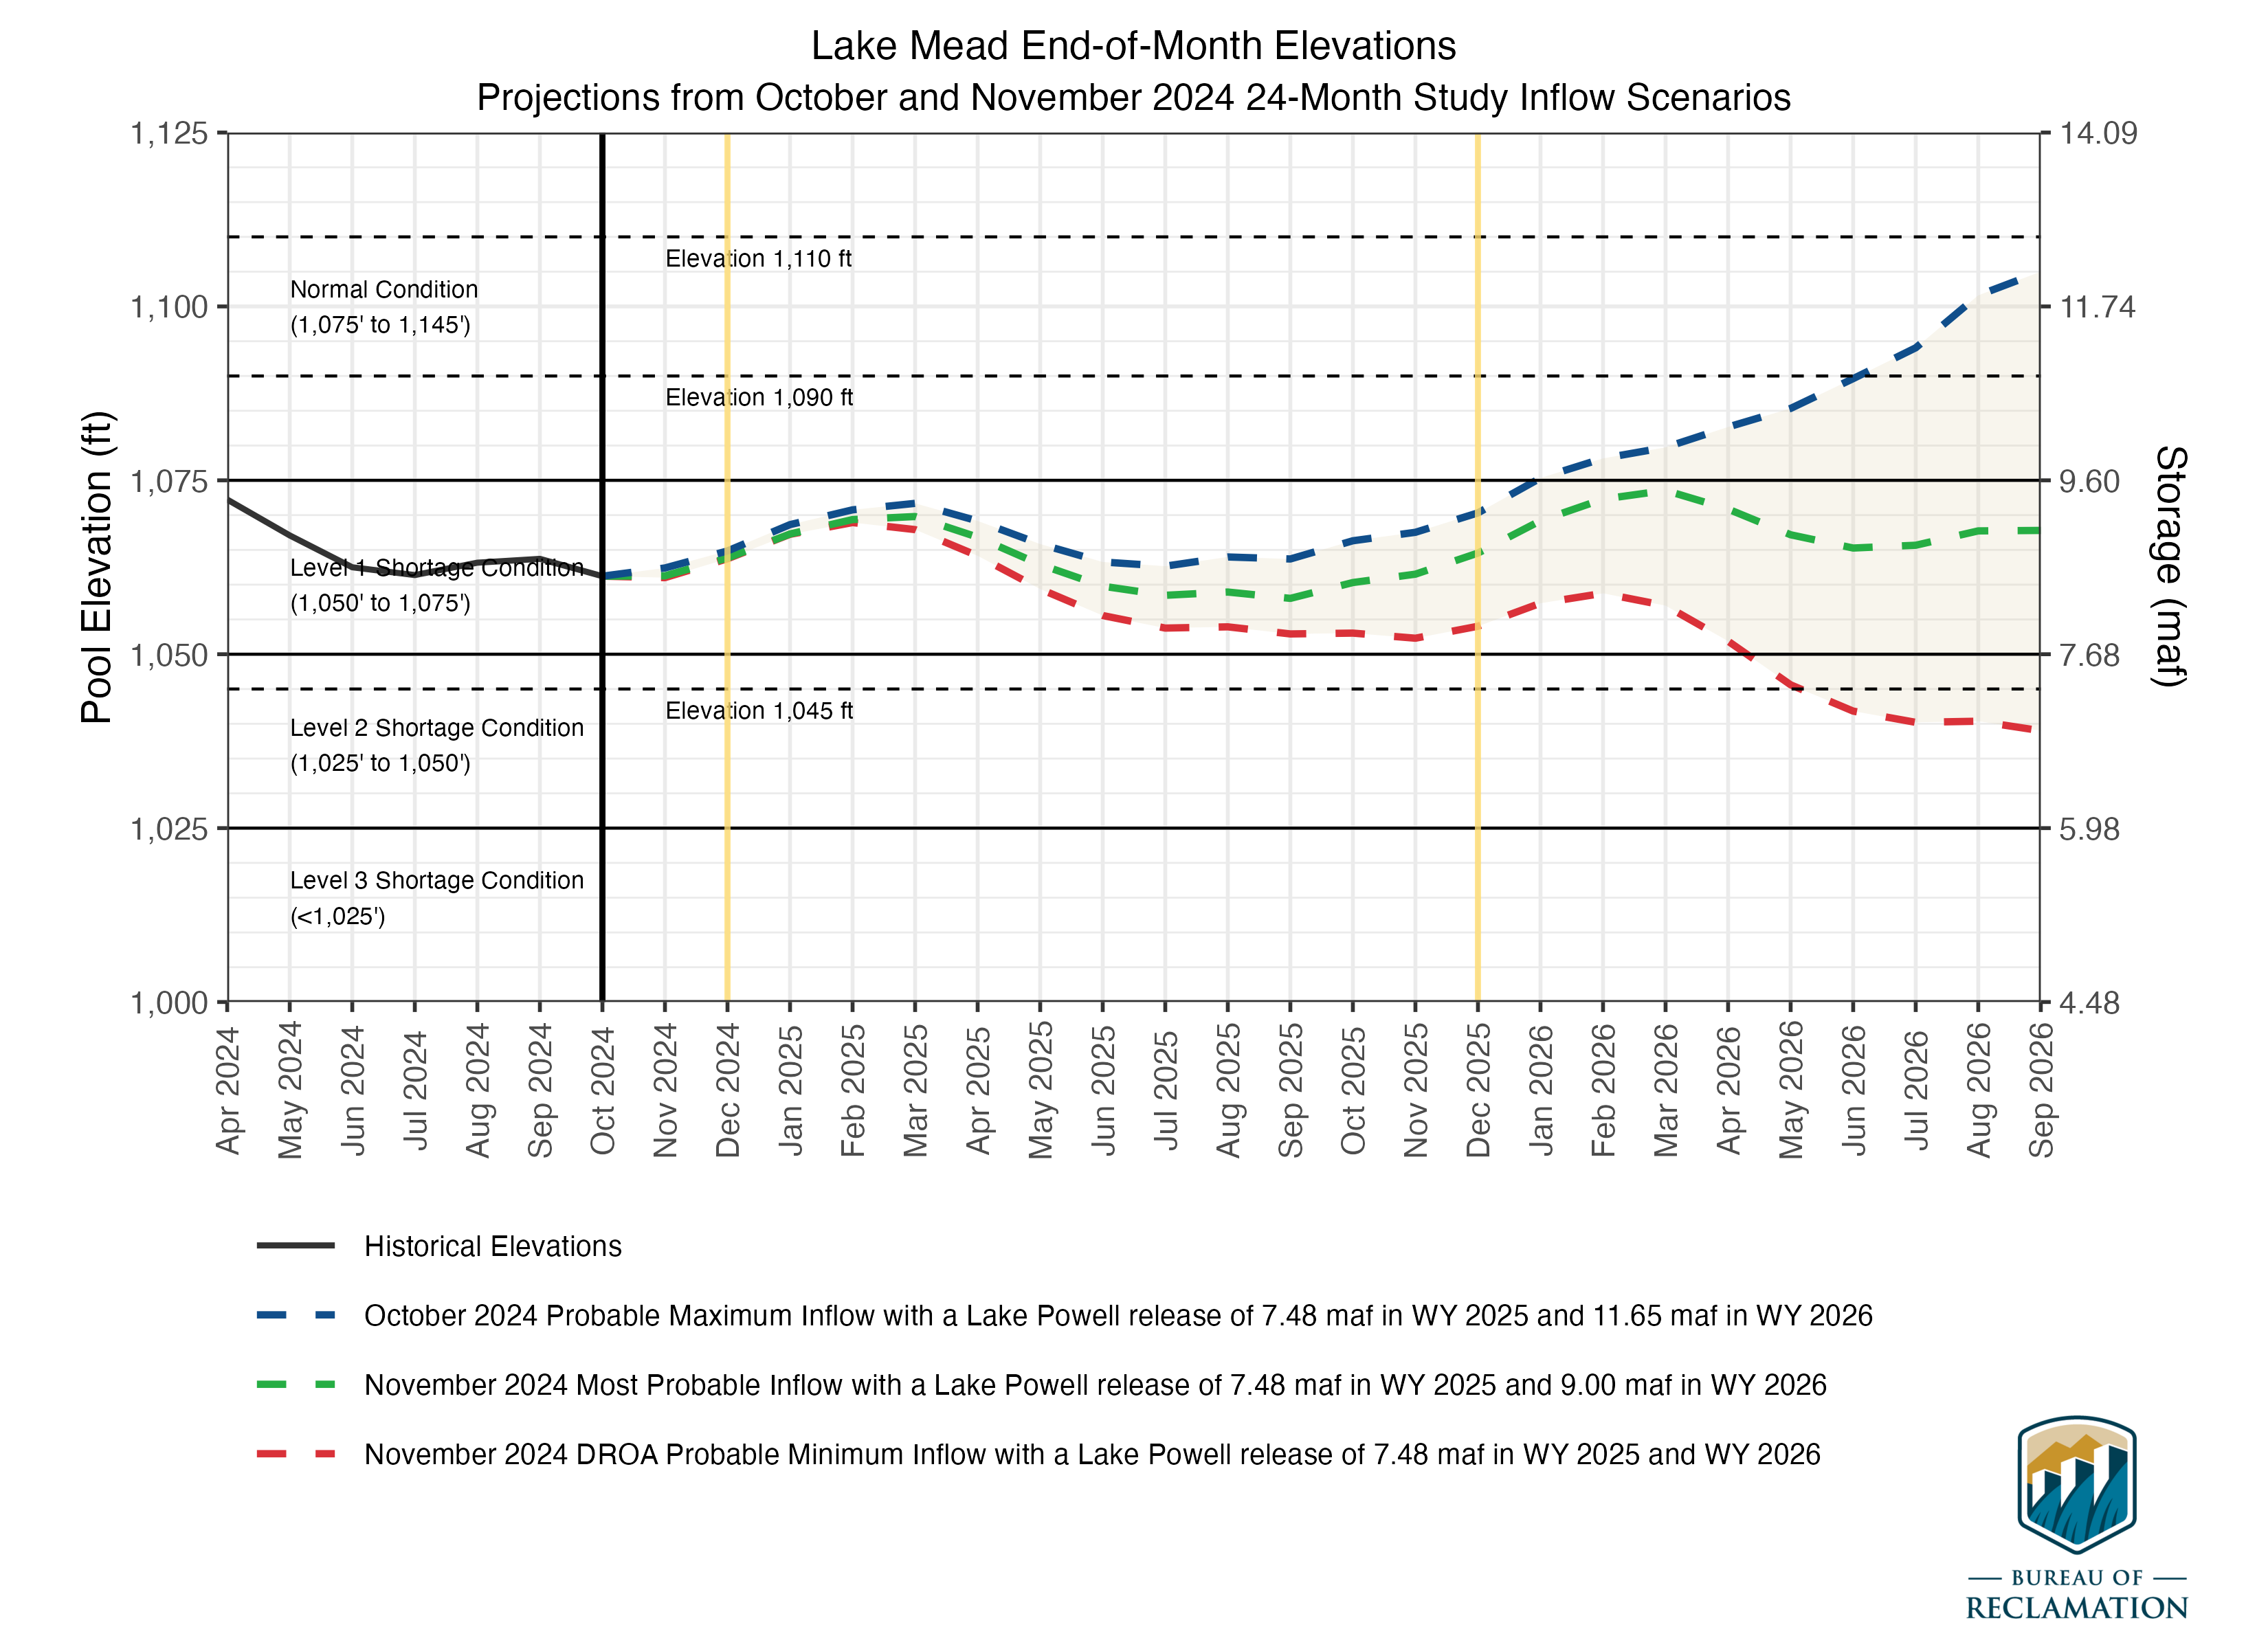 Lake Mead End-of-Month Elevations
Projections from October and November 2024 24-Month Study Inflow Scenarios
Pool Elevation (ft)
1,125
1,100
1,075
1,050
1,025
1,000
Elevation 1,110 ft
Normal Condition
(1,075' to 1,145')
Elevation 1,090 ft
Level 1 Shortage Condition
(1,050' to 1,075')
Elevation 1,045 ft
Level 2 Shortage Condition
(1,025' to 1,050')
Level 3 Shortage Condition
(<1,025')
14.09
11.74
9.60
7.68
5.98
4.48
Storage (maf)
Apr 2024
May 2024
Jun 2024
Jul 2024
Aug 2024
Sep 2024
Oct 2024
Nov 2024
Dec 2024
Jan 2025
Feb 2025
Mar 2025
Apr 2025
May 2025
Jun 2025
Jul 2025
Aug 2025
Sep 2025
Oct 2025
Nov 2025
Dec 2025
Jan 2026
Feb 2026
Mar 2026
Apr 2026
May 2026
Jun 2026
Jul 2026
Aug 2026
Sep 2026
Historical Elevations
October 2024 Probable Maximum Inflow with a Lake Powell release of 7.48 maf in WY 2025 and 11.65 maf in WY 2026
November 2024 Most Probable Inflow with a Lake Powell release of 7.48 maf in WY 2025 and 9.00 maf in WY 2026
November 2024 DROA Probable Minimum Inflow with a Lake Powell release of 7.48 maf in WY 2025 and WY 2026
BUREAU OF
RECLAMATION